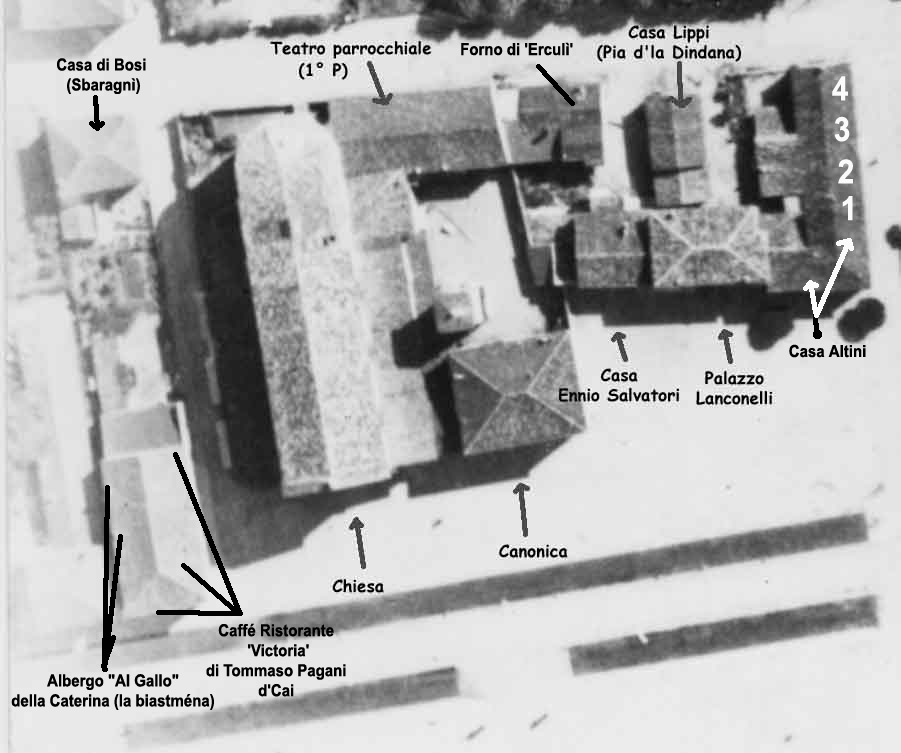 Casa di Bosi
(Sbaragnì)
Teatro parrocchiale
(1° P)
Forno di 'Erculì'
Casa Lippi
(Pia d'la Dindana)
4
3
2
1
Casa Altini
Casa
Ennio Salvatori
Palazzo
Lanconelli
Canonica
Chiesa
Caffé Ristorante
'Victoria'
di Tommaso Pagani
d'Cai
Albergo "Al Gallo"
della Caterina (la biastména)